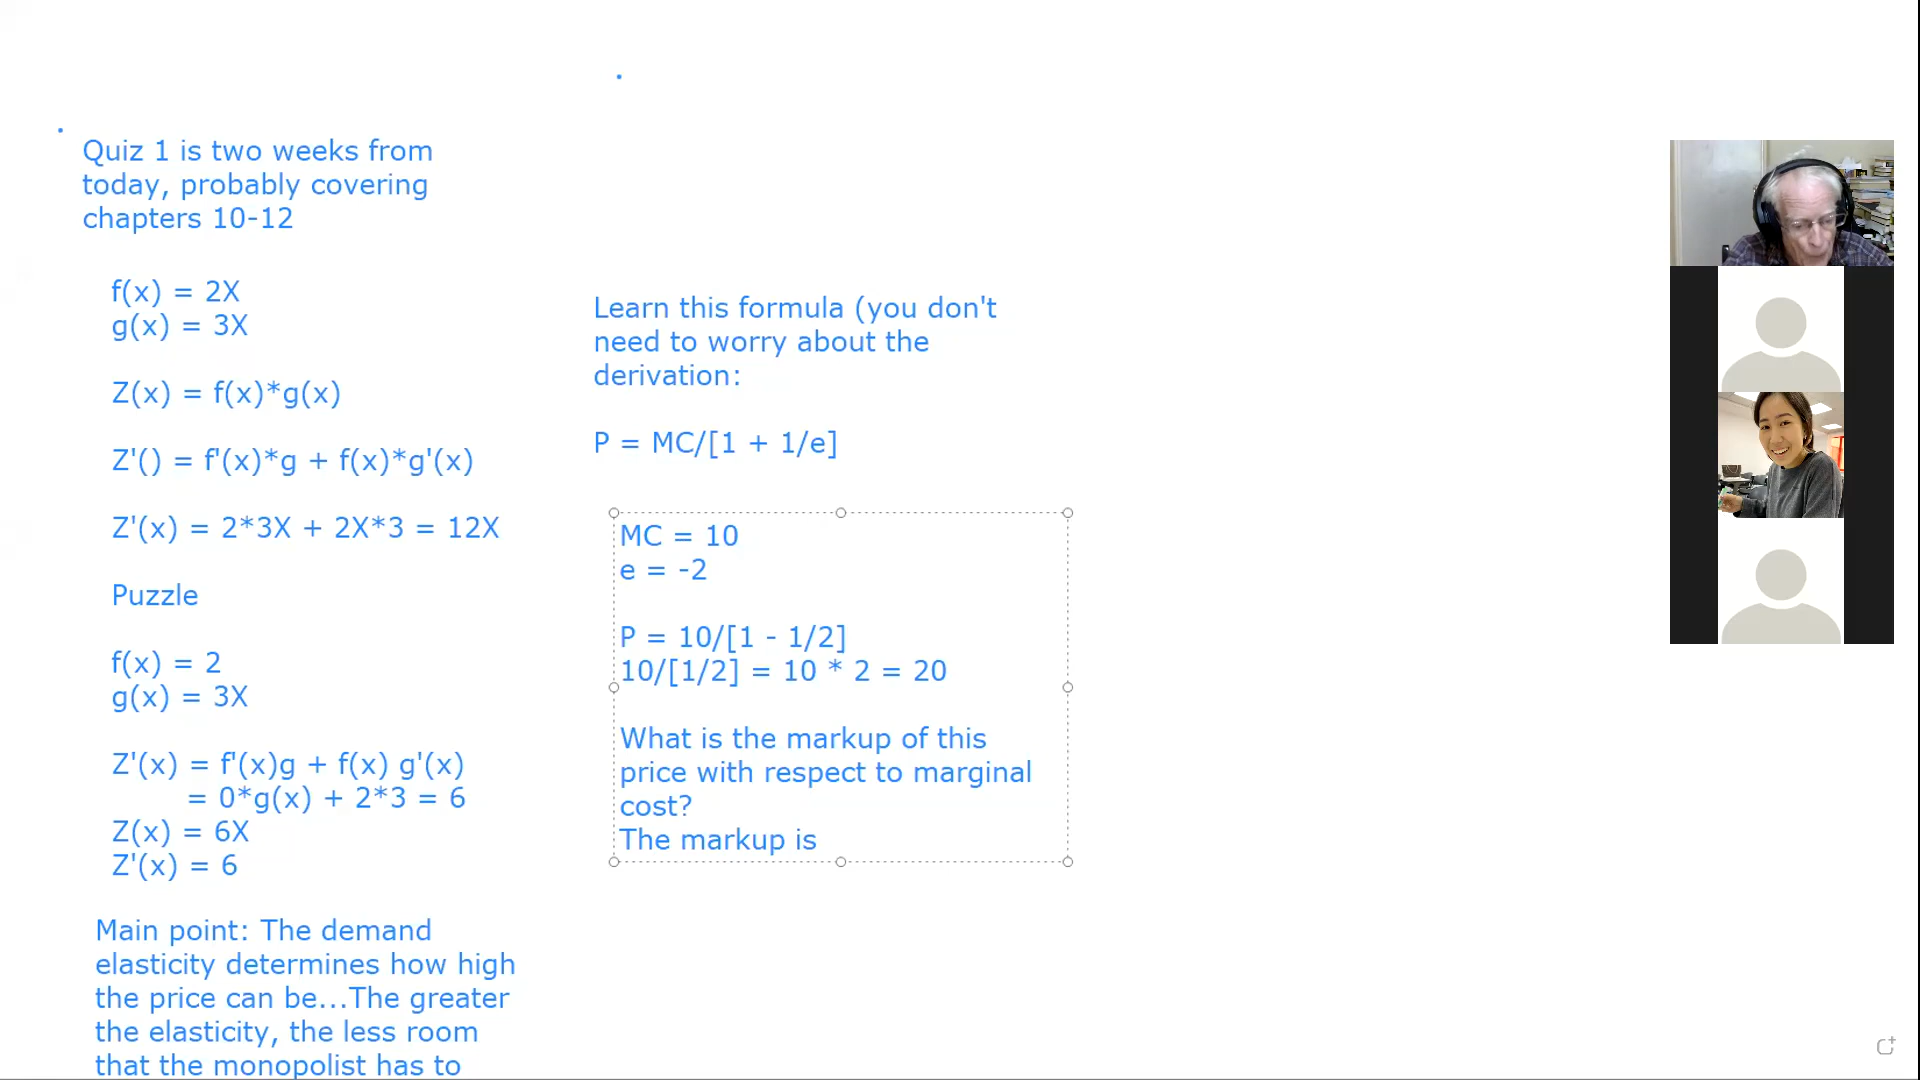 Quiz 1 is two weeks from
today, probably covering
chapters 10-12
f(x) = 2X
g(x) = 3X
Z(x) = f(x)*g(x)
Z'() = f'(x)*g + f(x)*g'(x)
Z'(x) = 2*3X + 2X*3 = 12X
Puzzle
f(x) = 2
g(x) = 3X
Z'(x) = f'(x)g + f(x) g'(x)
= 0*g(x) + 2*3 = 6
Z(x) = 6X
Z'(x) = 6
Main point: The demand
elasticity determines how high
the price can be...The greater
the elasticity, the less room
that the monopolist has to
Learn this formula (you don't
need to worry about the
derivation:
P = MC/[1 + 1/e]
MC = 10
e = -2
P = 10/[1 - 1/2]
10/[1/2] = 10 * 2 = 20
What is the markup of this
price with respect to marginal
cost?
The markup is